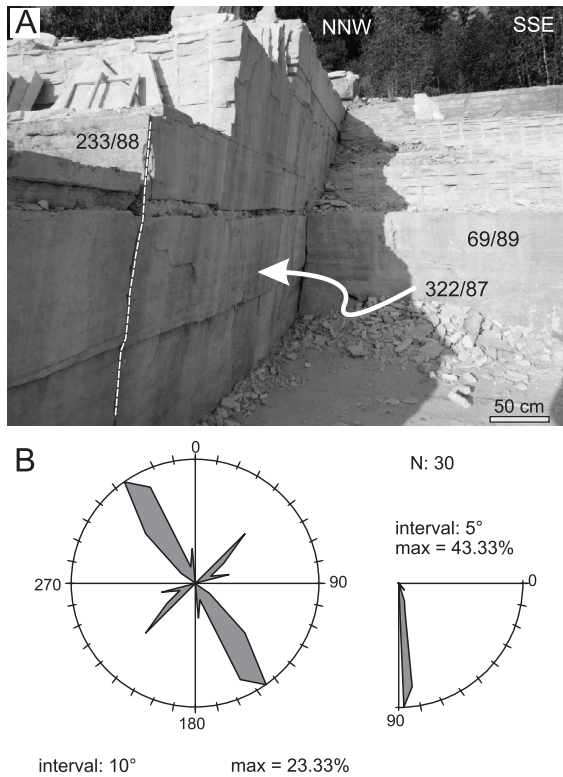 A
NNW
SSE
233/88
69/89
322/87
50 cm
B
0
N: 30
interval: 5°
max = 43.33%
270
90
0
180
90
interval: 10°
max = 23.33%